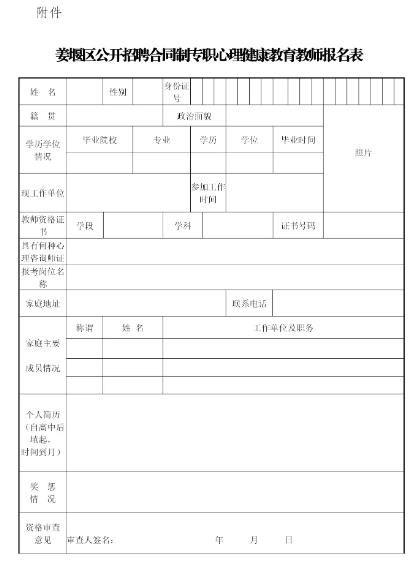 附件
姜堰区公开招聘合同制专职心理健康教育教师报名表
姓 名
性别
身份证
号
籍 贯
政治面貌
照片
学历学位
情况
毕业院校
专业
学历
学位
毕业时间
现工作单位
参加工作
时间
教师资格证
书
学段
学科
证书号码
具有何种心
理咨询师证
报考岗位名
称
家庭地址
联系电话
家庭主要
成员情况
称谓
姓 名
工作单位及职务
个人简历
(自高中后
填起,
时间到月)
奖 惩
情 况
资格审查
意见
审查人签名:
年 月 日